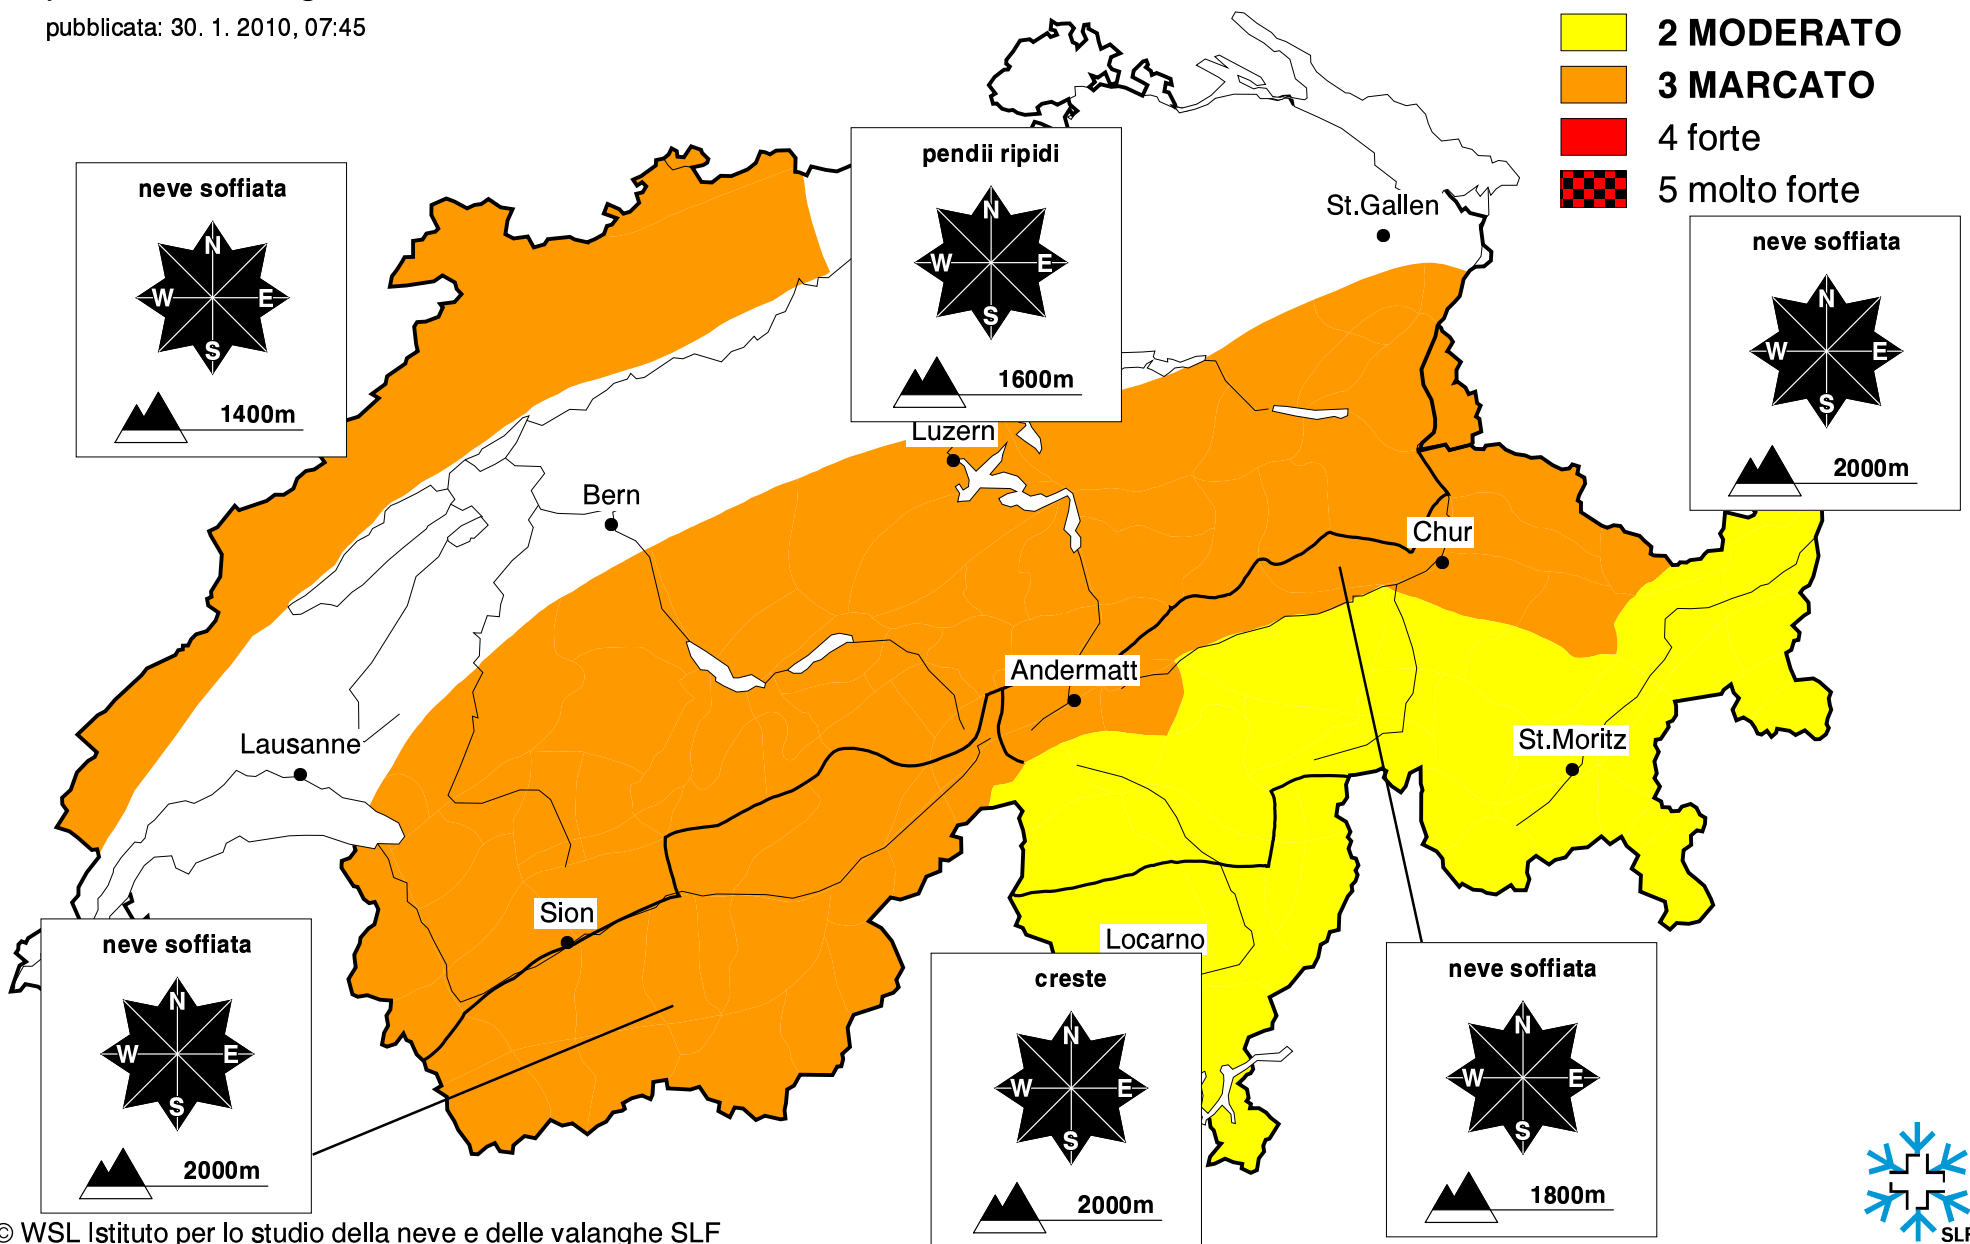 pubblicata: 30. 1. 2010, 07:45
2 MODERATO
3 MARCATO
4 forte
5 molto forte
neve soffiata
N
W E
S
1400m
pendii ripidi
N
W E
S
1600m
neve soffiata
N
W E
S
2000m
St.Gallen
Luzern
Bern
Chur
Andermatt
Lausanne
St.Moritz
Sion
Locarno
neve soffiata
N
W E
S
2000m
creste
N
W E
S
2000m
neve soffiata
N
W E
S
1800m
© WSL Istituto per lo studio della neve e delle valanghe SLF
SLF